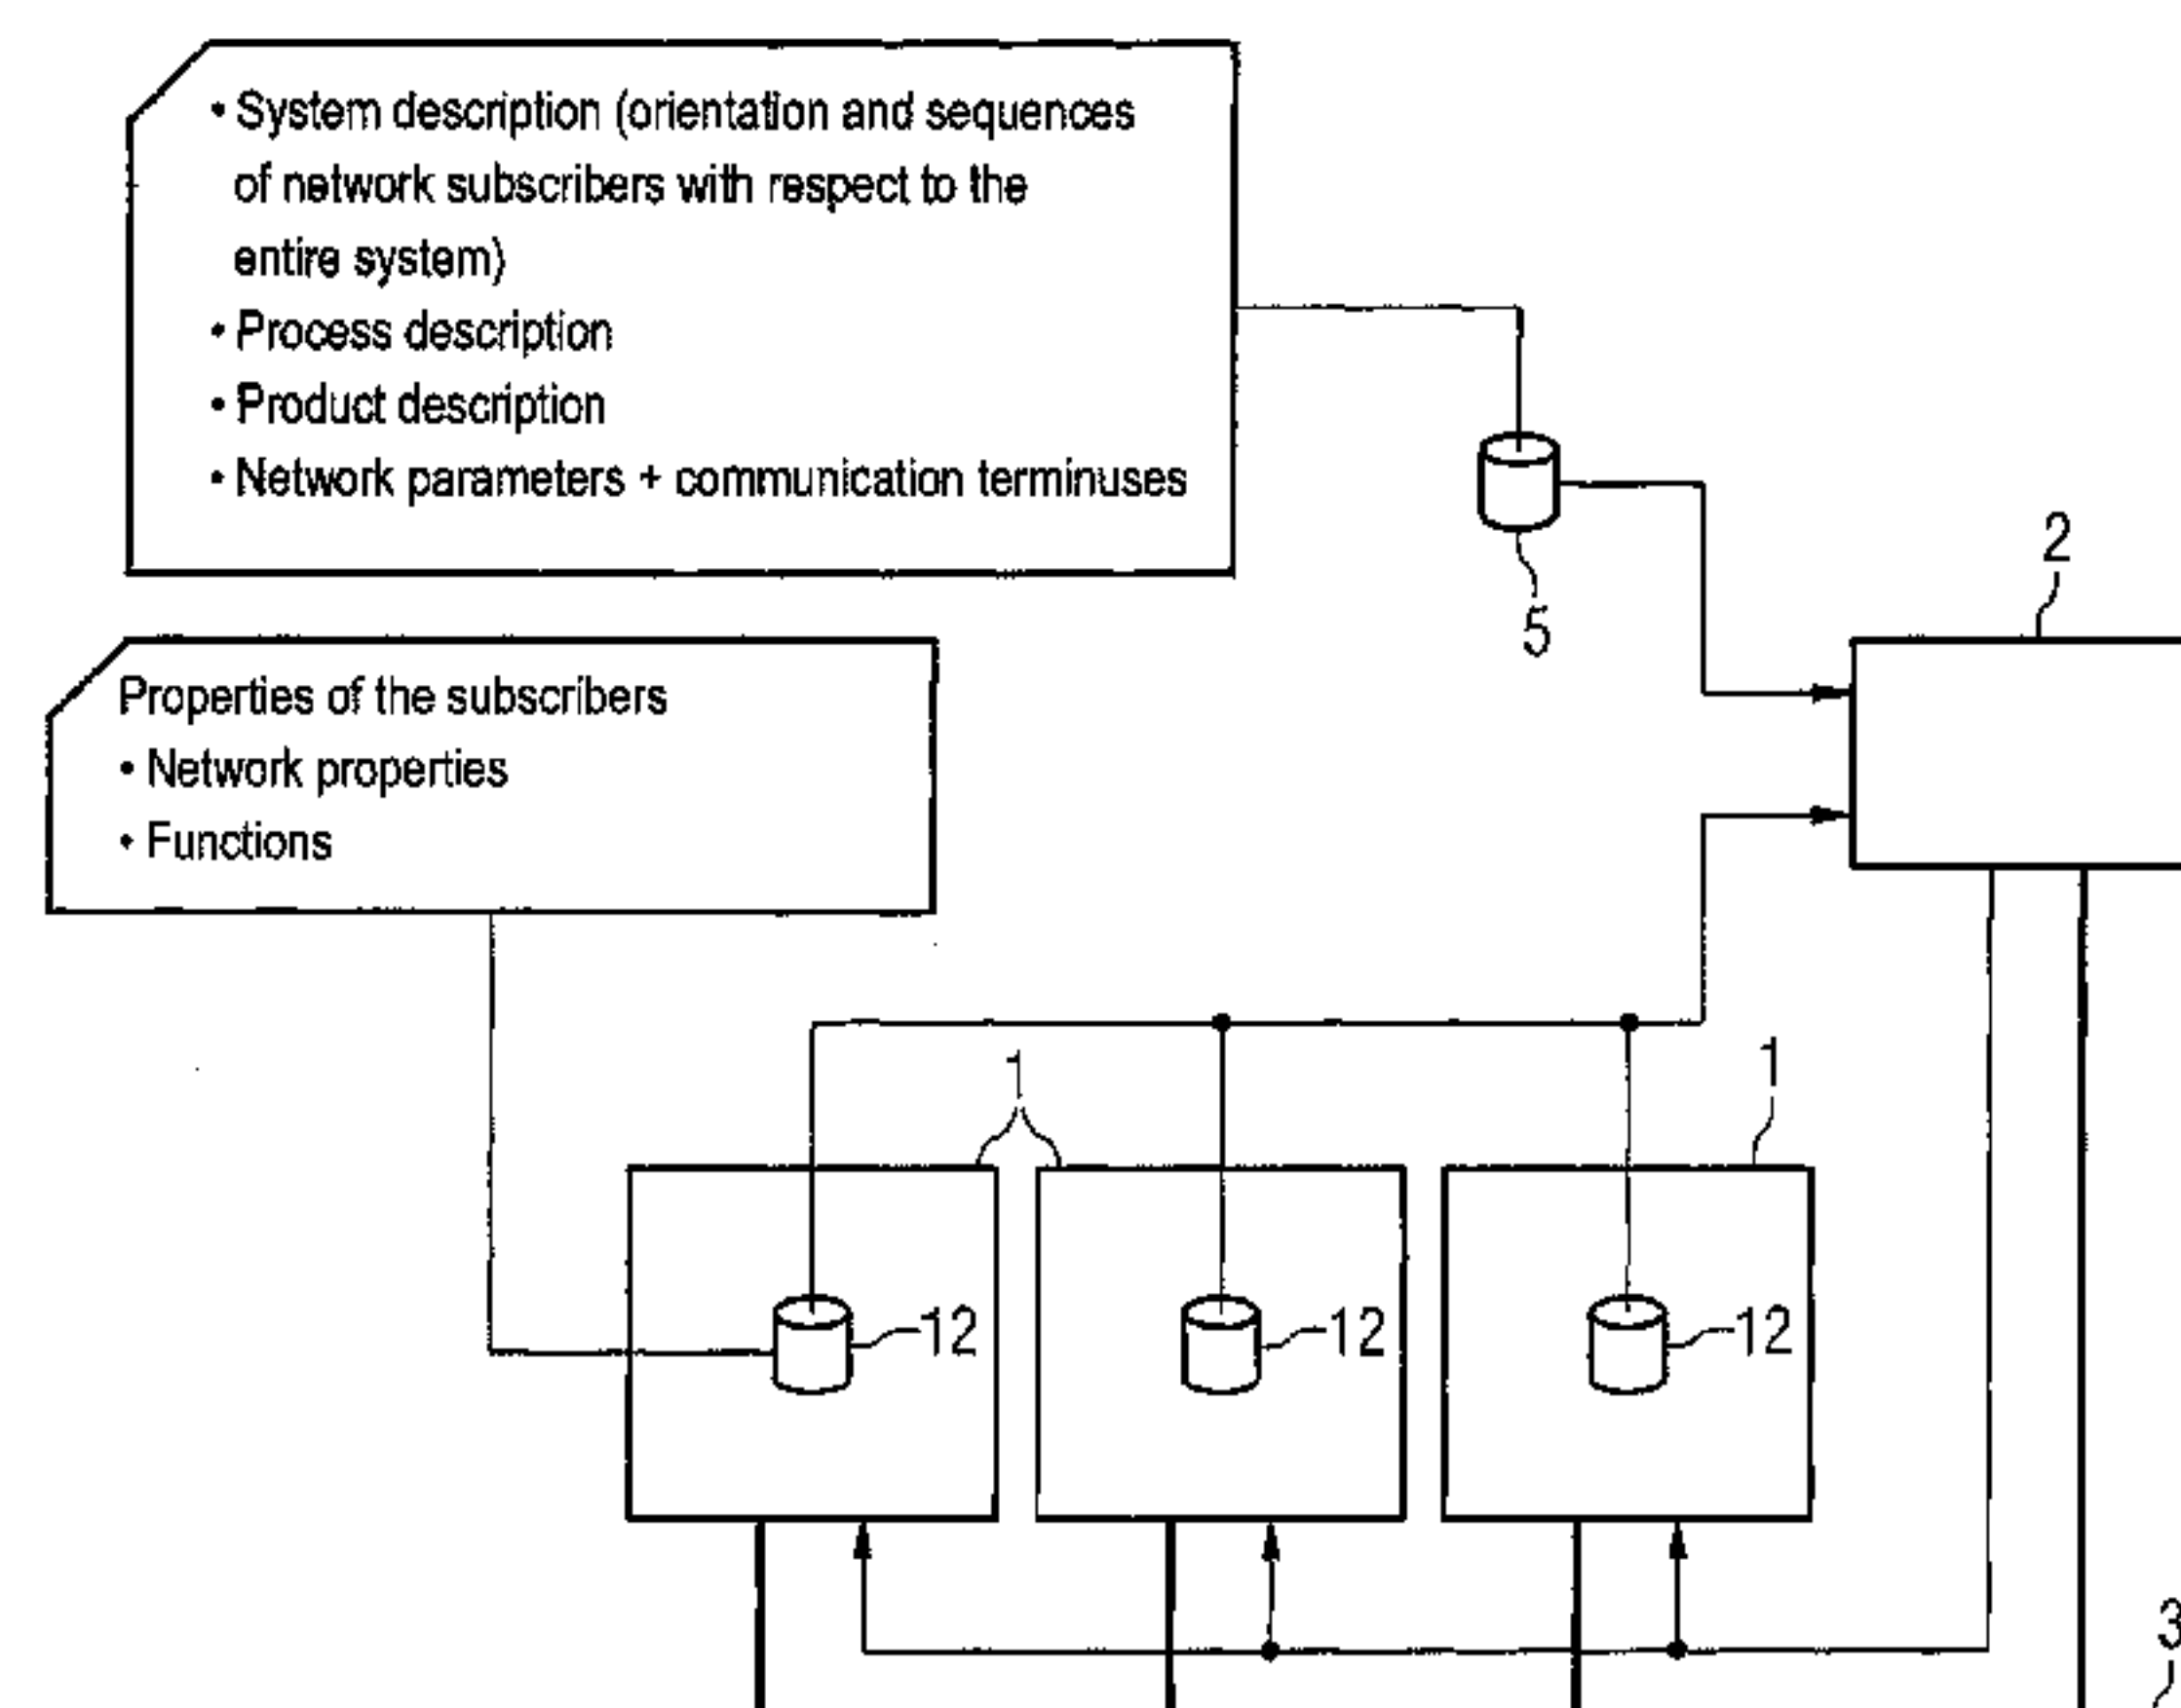 • System description (orientation and sequences
of network subscribers with respect to the
entire system)
• Process description
• Product description
• Network parameters + communication terminuses
5
2
Properties of the subscribers
• Network properties
• Functions
1
1
12
12
12
3